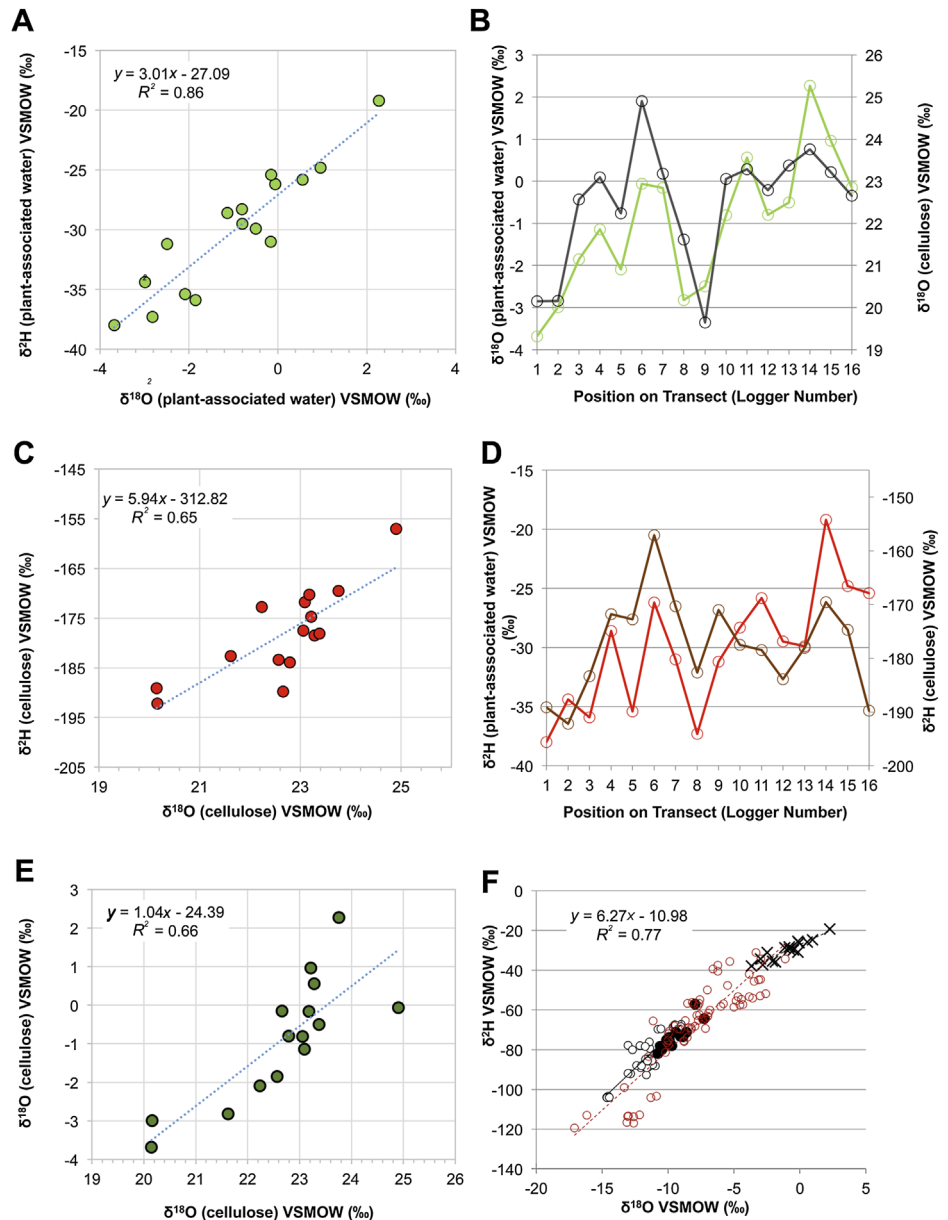 A
y = 3.01x - 27.09
R² = 0.86
δ²H (plant-associated water) VSMOW (‰)
-15
-20
-25
-30
-35
-40
-4
-2
0
2
4
2
2
δ¹⁸O (plant-associated water) VSMOW (‰)
B
δ¹⁸O (plant-asssociated water) VSMOW (‰)
3
2
1
0
-1
-2
-3
-4
26
25
24
23
22
21
20
19
δ¹⁸O (cellulose) VSMOW (‰)
1 2 3 4 5 6 7 8 9 10 11 12 13 14 15 16
Position on Transect (Logger Number)
C
y = 5.94x - 312.82
R² = 0.65
δ²H (cellulose) VSMOW (‰)
-145
-155
-165
-175
-185
-195
-205
19
21
23
25
δ¹⁸O (cellulose) VSMOW (‰)
D
δ²H (plant-associated water) VSMOW (‰)
-15
-20
-25
-30
-35
-40
-150
-160
-170
-180
-190
-200
δ²H (cellulose) VSMOW (‰)
1 2 3 4 5 6 7 8 9 10 11 12 13 14 15 16
Position on Transect (Logger Number)
E
y = 1.04x - 24.39
R² = 0.66
δ¹⁸O (cellulose) VSMOW (‰)
3
2
1
0
-1
-2
-3
-4
19 20 21 22 23 24 25 26
δ¹⁸O (cellulose) VSMOW (‰)
F
y = 6.27x - 10.98
R² = 0.77
δ²H VSMOW (‰)
0
-20
-40
-60
-80
-100
-120
-140
-20 -15 -10 -5 0 5
δ¹⁸O VSMOW (‰)